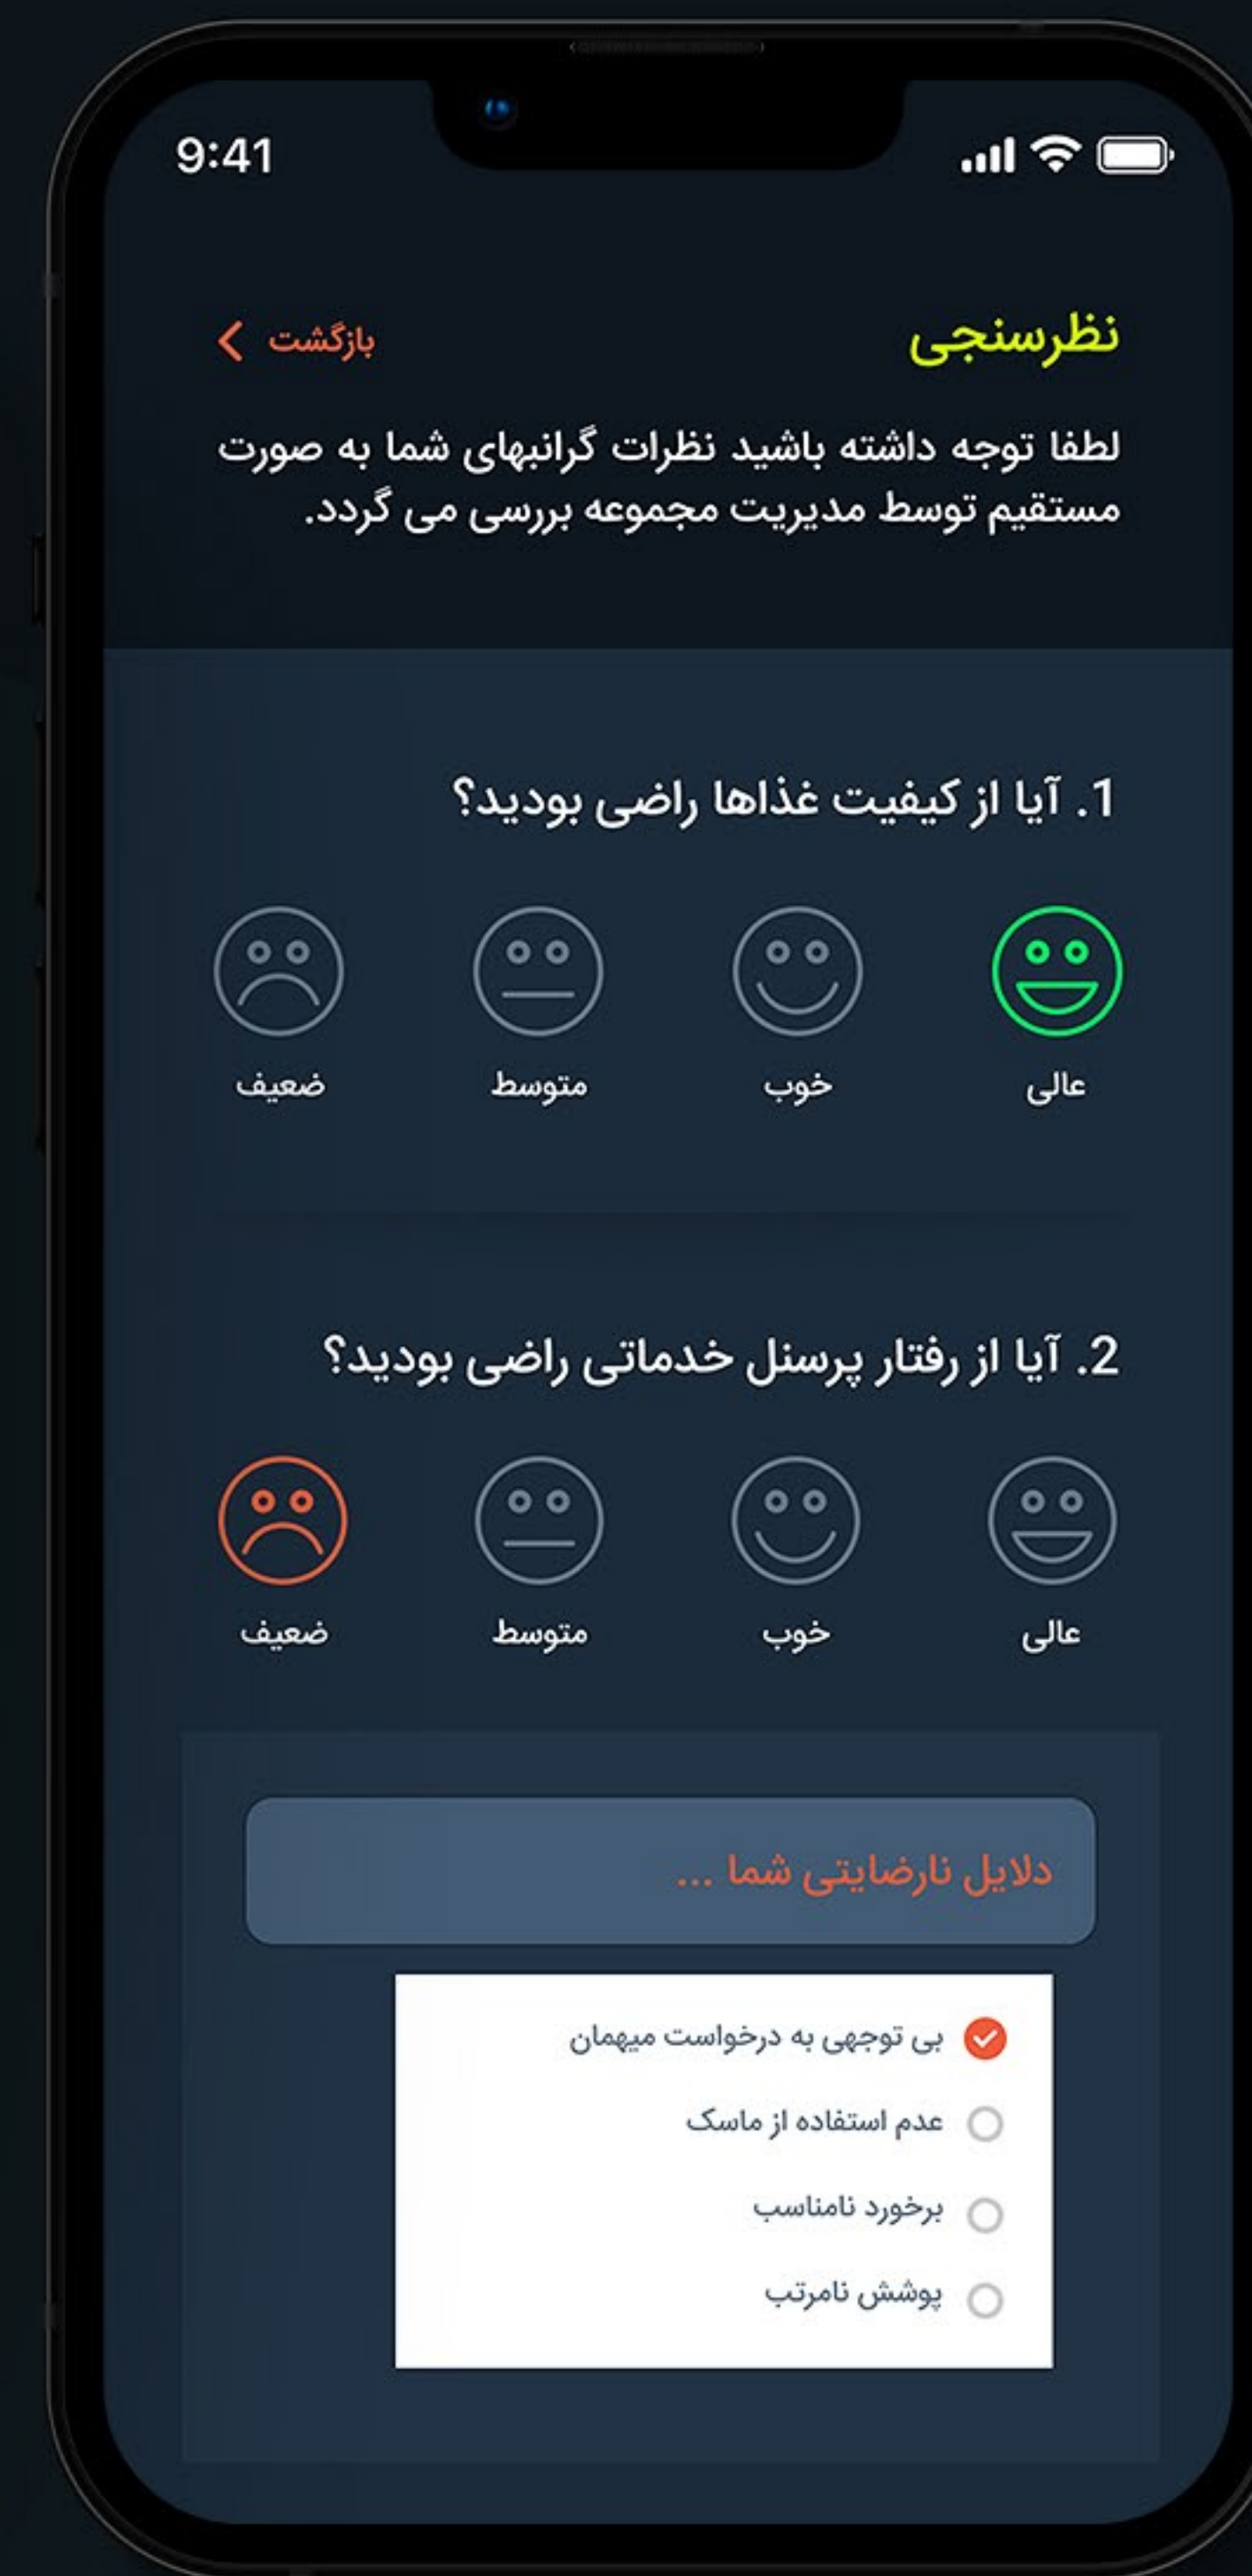 9:41
نظرسنجی
بازگشت
لطفا توجه داشته باشید نظرات گرانبهای شما به صورت
مستقیم توسط مدیریت مجموعه بررسی می گردد.
1. آیا از کیفیت غذاها راضی بودید؟
عالی خوب متوسط ضعیف
2. آیا از رفتار پرسنل خدماتی راضی بودید؟
عالی خوب متوسط ضعیف
دلایل نارضایتی شما ...
بی توجهی به درخواست میهمان
عدم استفاده از ماسک
برخورد نامناسب
پوشش نامرتب